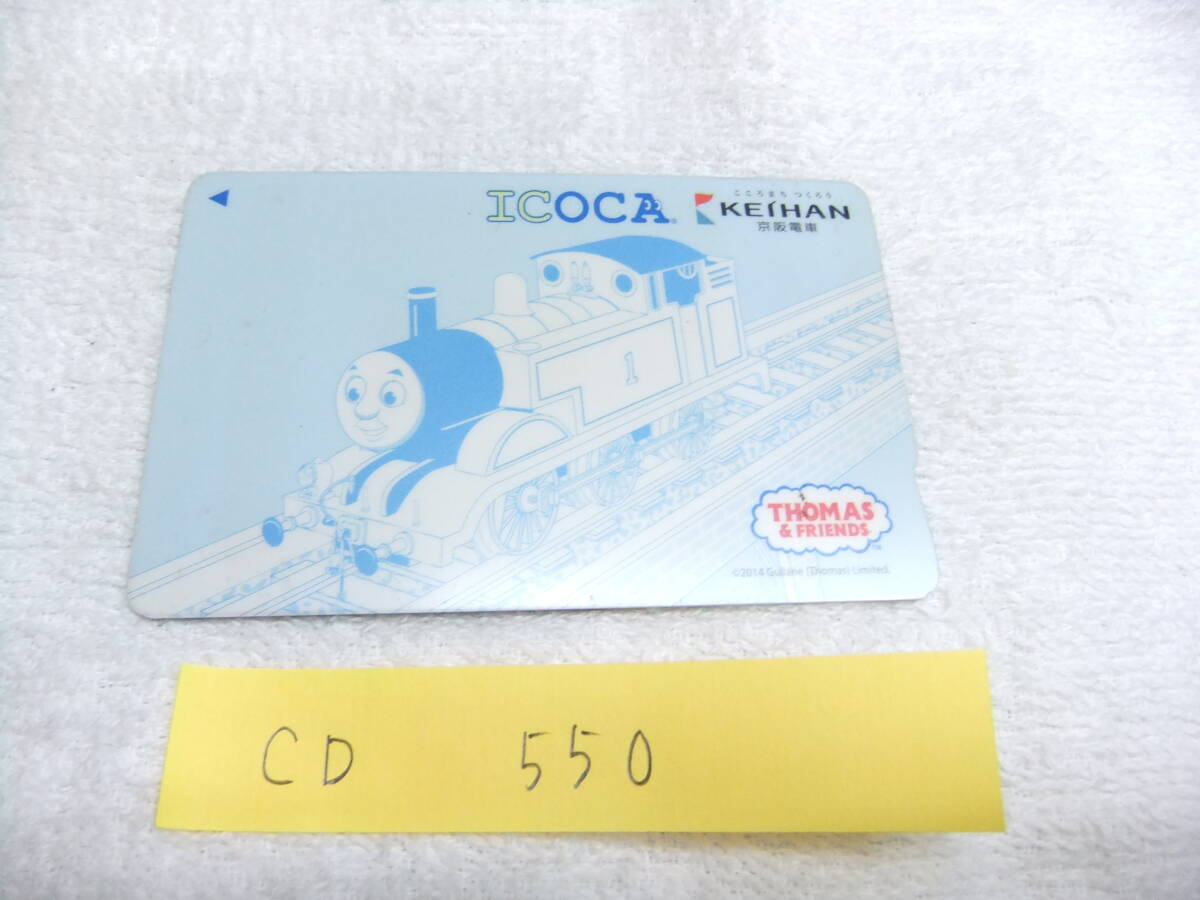 ICOCA®
こころまち つくろう
KEIHAN
京阪電車
1
THOMAS
& FRIENDS™
©2014 Gullane (Thomas) Limited.
CD 550